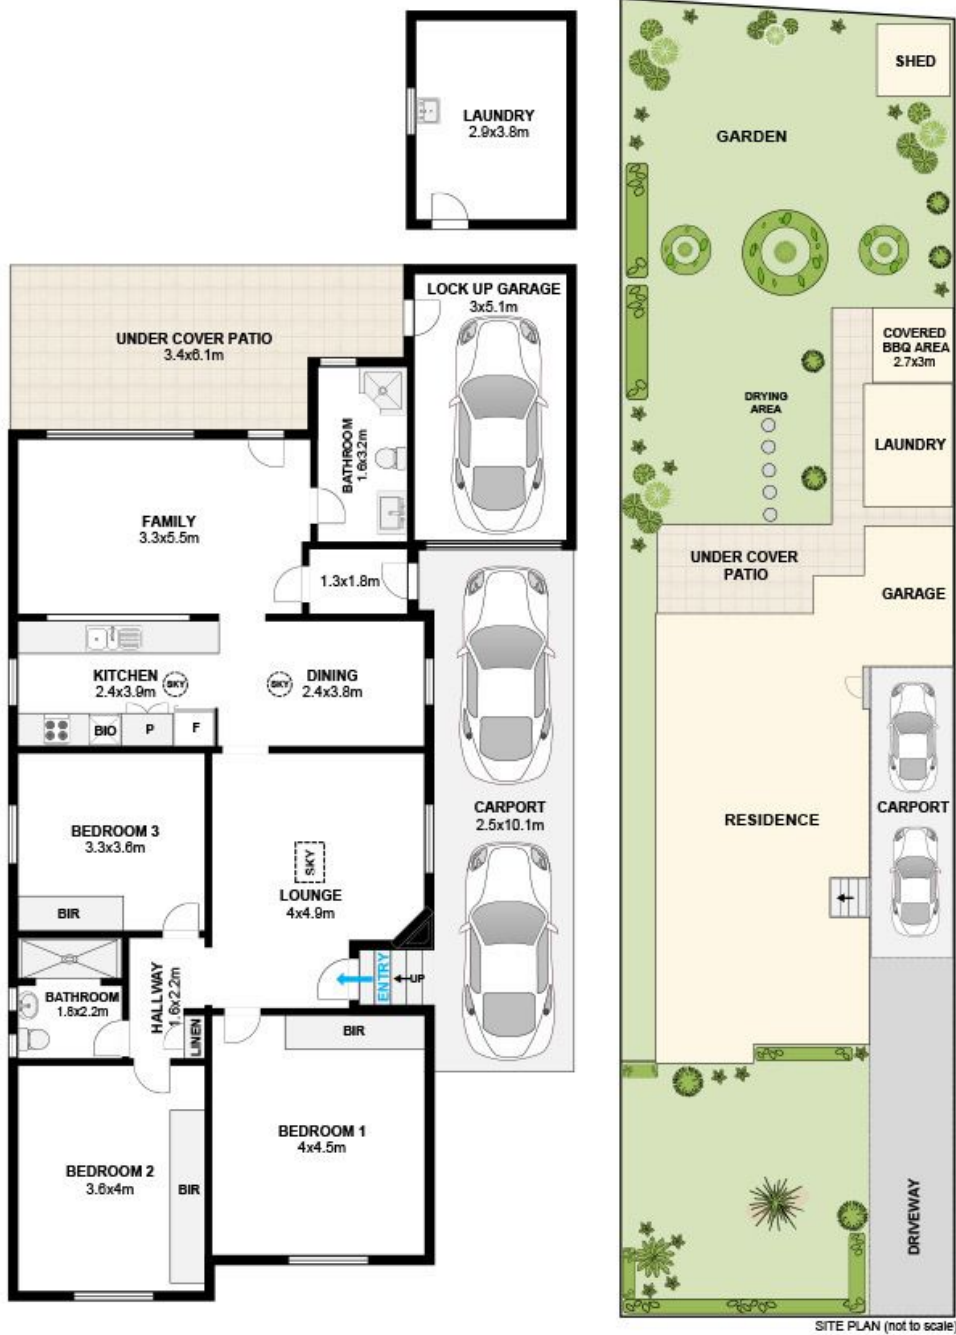 LAUNDRY
2.9x3.8m
LOCK UP GARAGE
3x5.1m
UNDER COVER PATIO
3.4x6.1m
BATHROOM
1.6x3.2m
FAMILY
3.3x5.5m
1.3x1.8m
KITCHEN
2.4x3.9m
SKY
SKY
DINING
2.4x3.8m
BIO
P
F
BEDROOM 3
3.3x3.6m
BIR
SKY
LOUNGE
4x4.9m
CARPORT
2.5x10.1m
BATHROOM
1.8x2.2m
HALLWAY
1.6x2.2m
LINEN
ENTRY
UP
BIR
BEDROOM 1
4x4.5m
BEDROOM 2
3.6x4m
BIR
SHED
GARDEN
COVERED
BBQ AREA
2.7x3m
DRYING
AREA
LAUNDRY
UNDER COVER
PATIO
GARAGE
RESIDENCE
CARPORT
DRIVEWAY
SITE PLAN (not to scale)